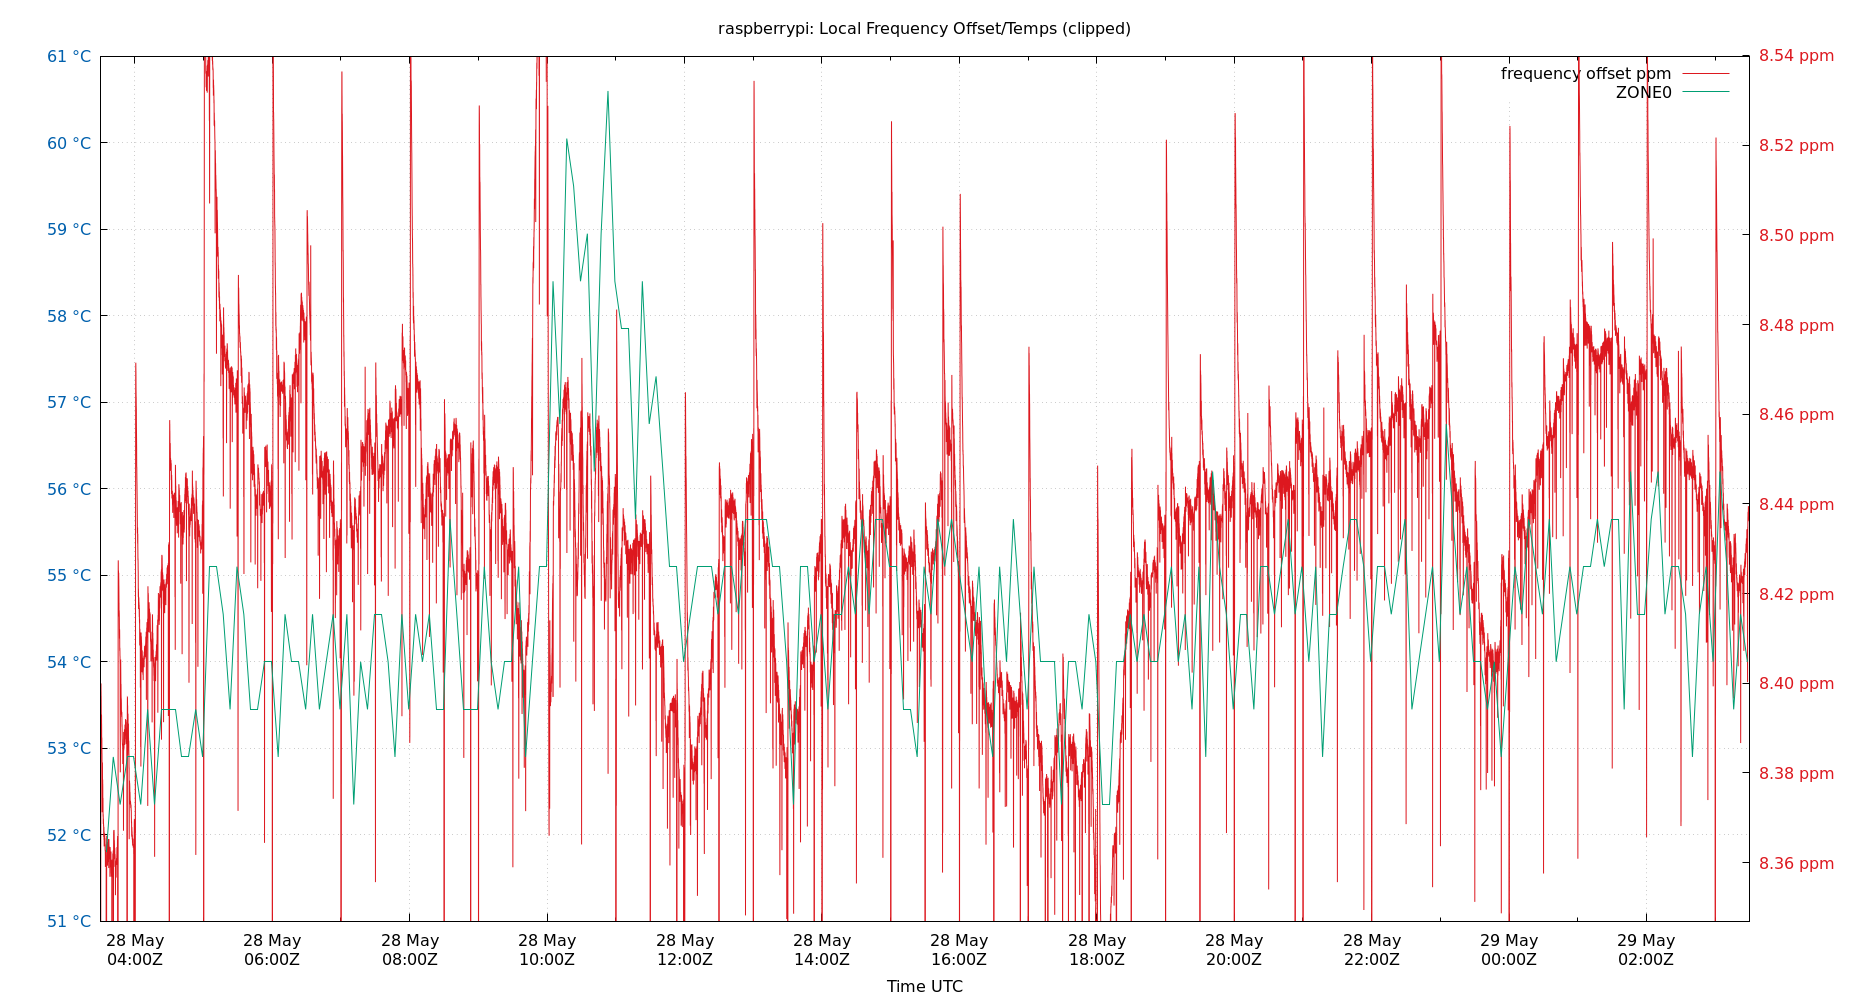 raspberrypi: Local Frequency Offset/Temps (clipped)
61 °C
60 °C
59 °C
58 °C
57 °C
56 °C
55 °C
54 °C
53 °C
52 °C
51 °C
8.54 ppm
8.52 ppm
8.50 ppm
8.48 ppm
8.46 ppm
8.44 ppm
8.42 ppm
8.40 ppm
8.38 ppm
8.36 ppm
frequency offset ppm
ZONE0
28 May 28 May 28 May 28 May 28 May 28 May 28 May 28 May 28 May 28 May 29 May 29 May
04:00Z 06:00Z 08:00Z 10:00Z 12:00Z 14:00Z 16:00Z 18:00Z 20:00Z 22:00Z 00:00Z 02:00Z
Time UTC